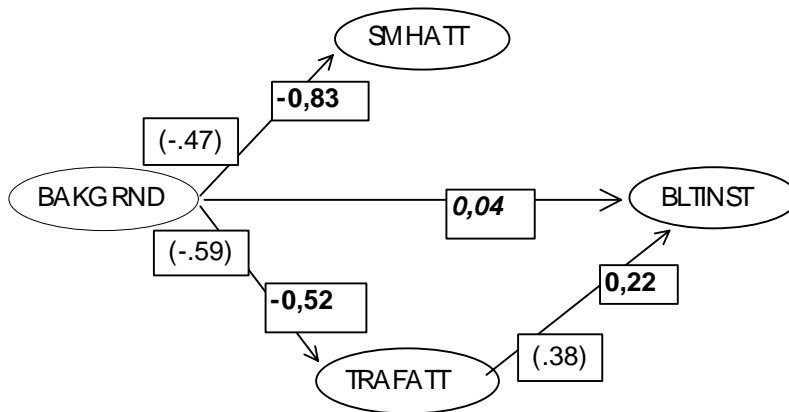 SMHATT
-0,83
(-.47)
BAKGRND
0,04
BLTINST
(-.59)
-0,52
0,22
(.38)
TRAFATT